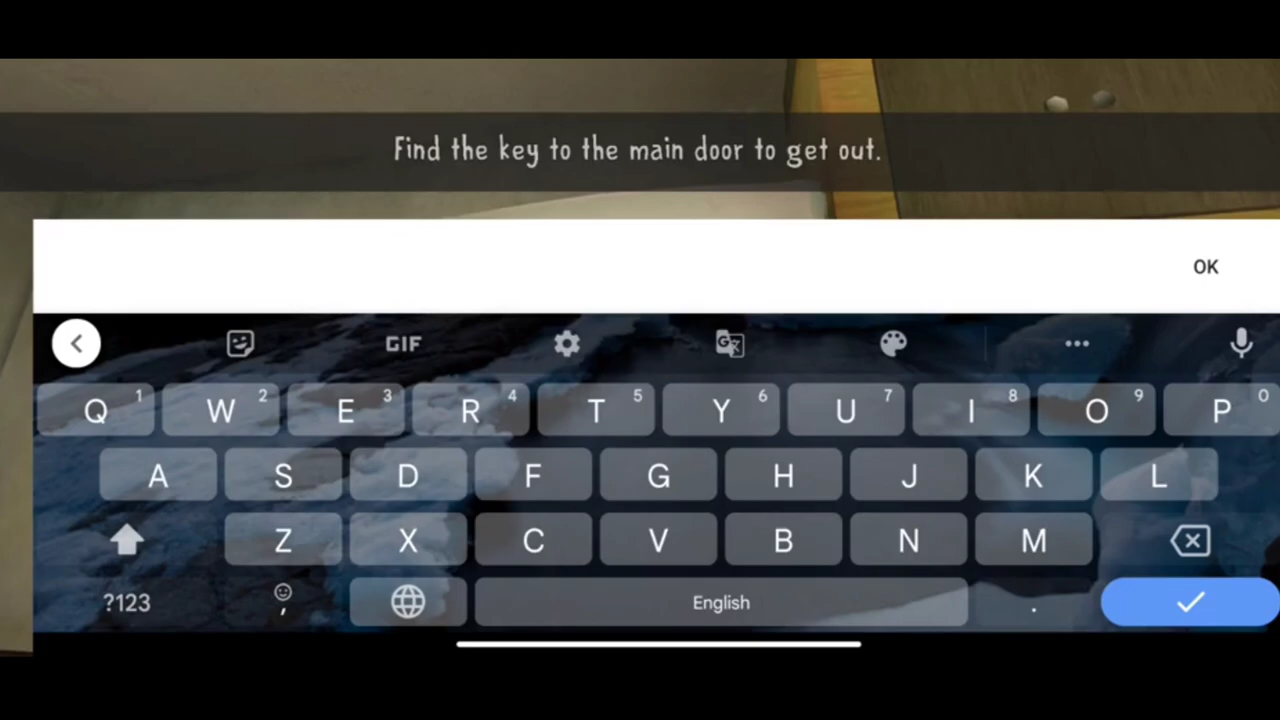 Find the key to the main door to get out.
OK
GIF
Q 1 W 2 E 3 R 4 T 5 Y 6 U 7 I 8 O 9 P 0
A S D F G H J K L
Z X C V B N M
?123 , English .